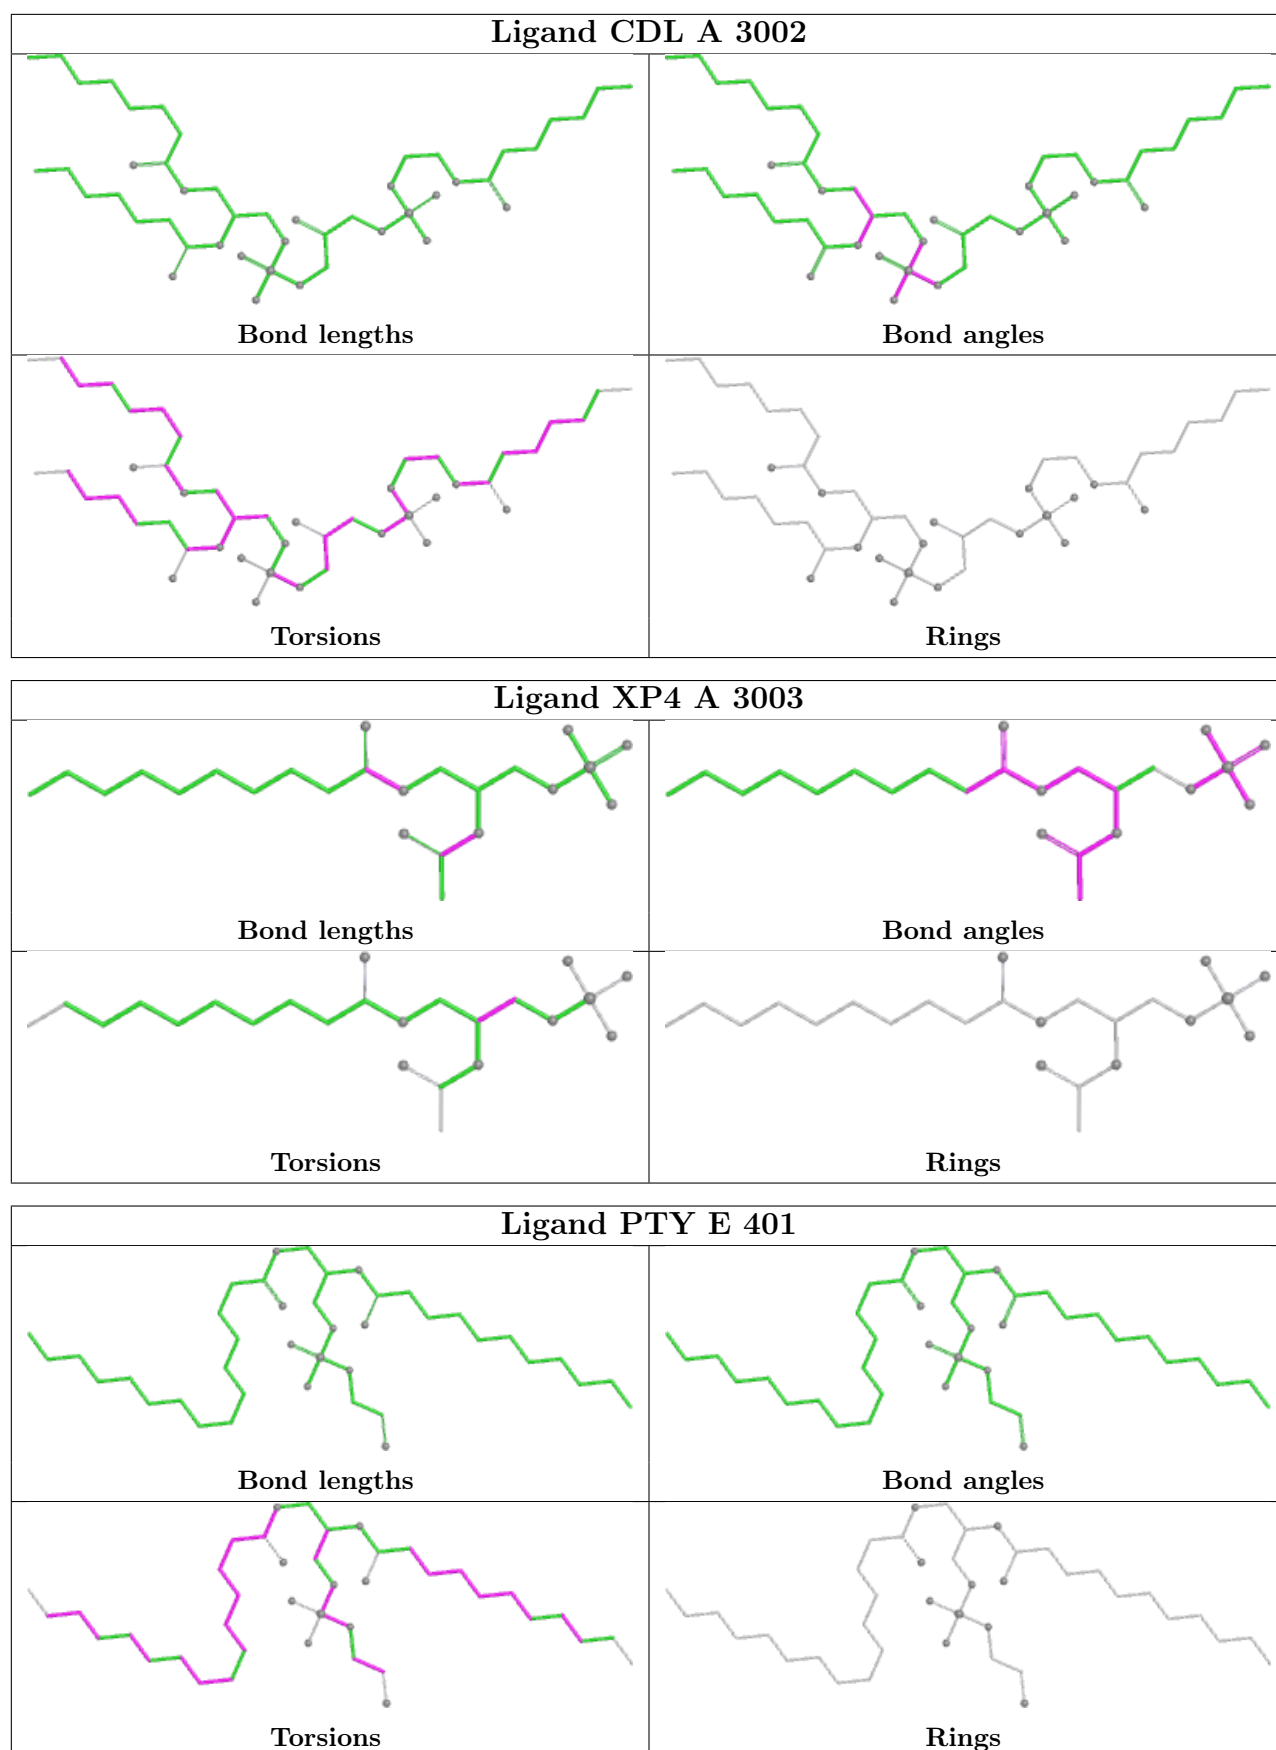 Ligand CDL A 3002
Bond lengths
Bond angles
Torsions
Rings
Ligand XP4 A 3003
Bond lengths
Bond angles
Torsions
Rings
Ligand PTY E 401
Bond lengths
Bond angles
Torsions
Rings